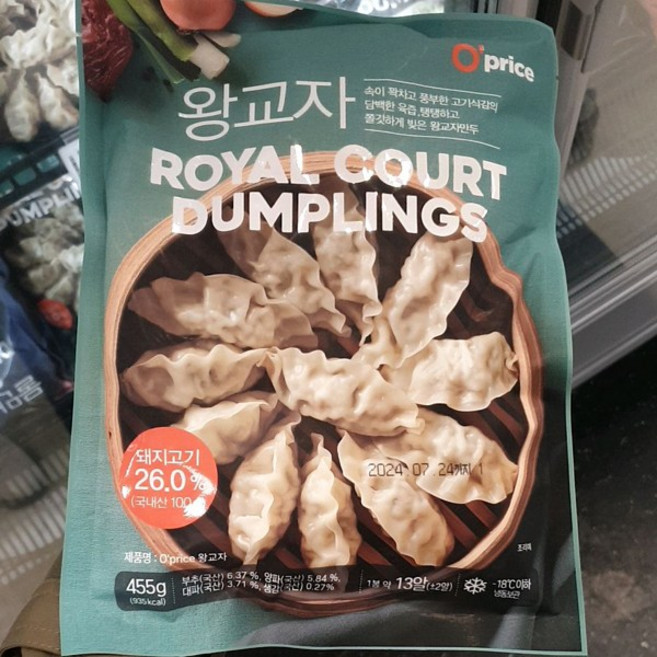 O'price
왕교자
속이 꽉차고 풍부한 고기식감의
담백한 육즙, 탱탱하고
쫄깃하게 빚은 왕교자만두
ROYAL COURT
DUMPLINGS
돼지고기
26.0%
(국내산 100
2024.07.24까지 1
제품명 : O'price 왕교자
조리예
455g
(935kcal)
부추(국산) 6.37 %, 양파(국산) 5.84 %,
대파(국산) 3.71 %, 생강(국산) 0.27%
1봉 약 13알(±2알)
-18℃이하
냉동보관
DUMPLIN